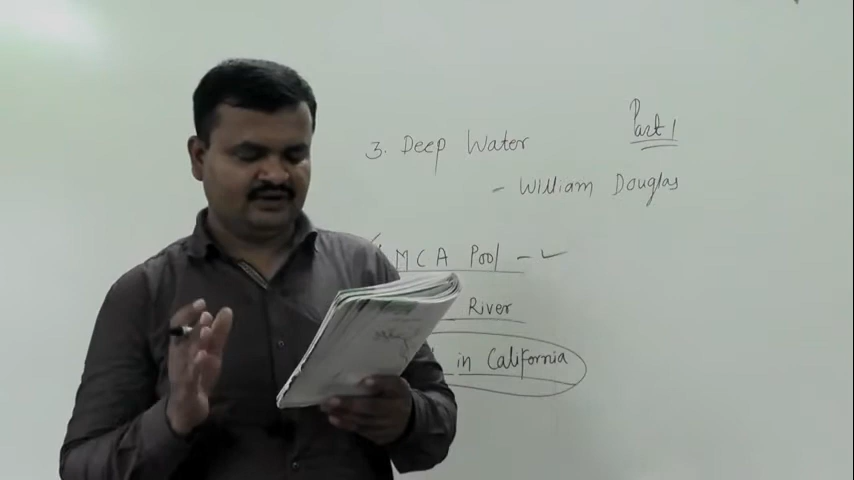 Part 1
3. Deep Water
- William Douglas
MCA Pool - ✓
River
in California